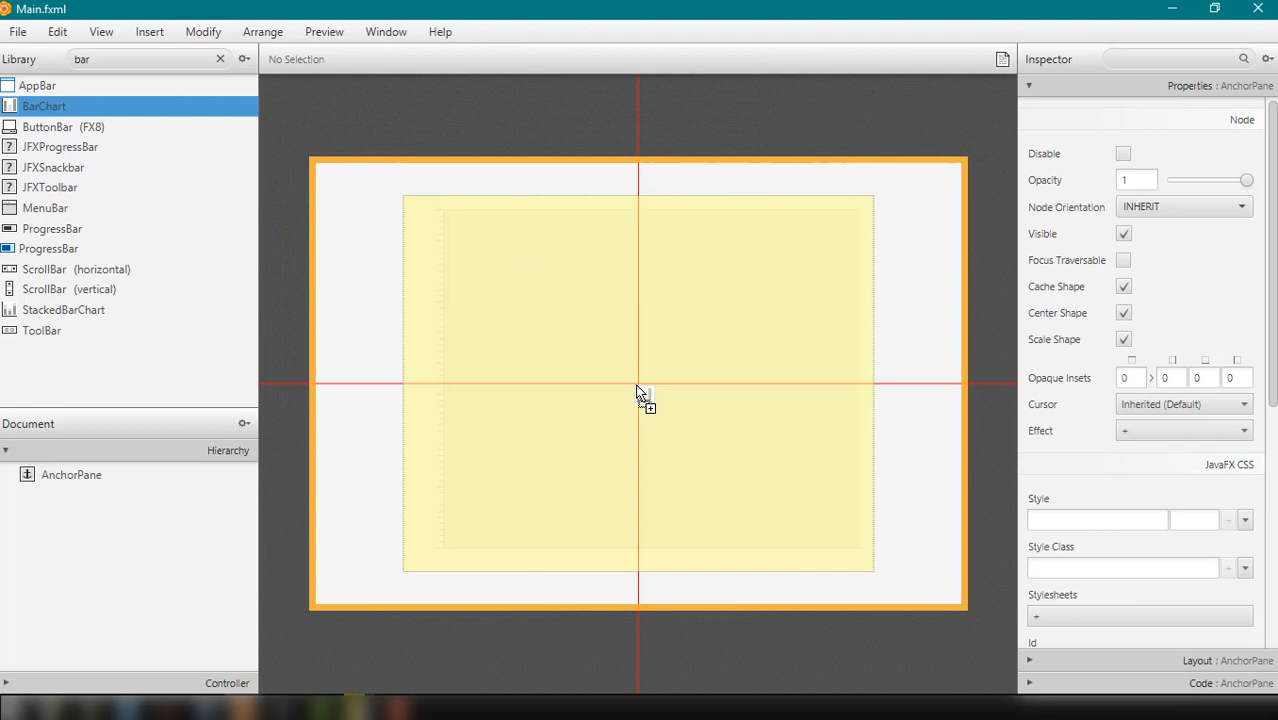 Main.fxml
File Edit View Insert Modify Arrange Preview Window Help
Library bar
AppBar
BarChart
ButtonBar (FX8)
JFXProgressBar
JFXSnackbar
JFXToolbar
MenuBar
ProgressBar
ProgressBar
ScrollBar (horizontal)
ScrollBar (vertical)
StackedBarChart
ToolBar
Document
Hierarchy
AnchorPane
Controller
No Selection
Inspector
Properties : AnchorPane
Node
Disable
Opacity 1
Node Orientation INHERIT
Visible
Focus Traversable
Cache Shape
Center Shape
Scale Shape
Opaque Insets 0 0 0 0
Cursor Inherited (Default)
Effect +
JavaFX CSS
Style
Style Class
Stylesheets
+
Id
Layout : AnchorPane
Code : AnchorPane